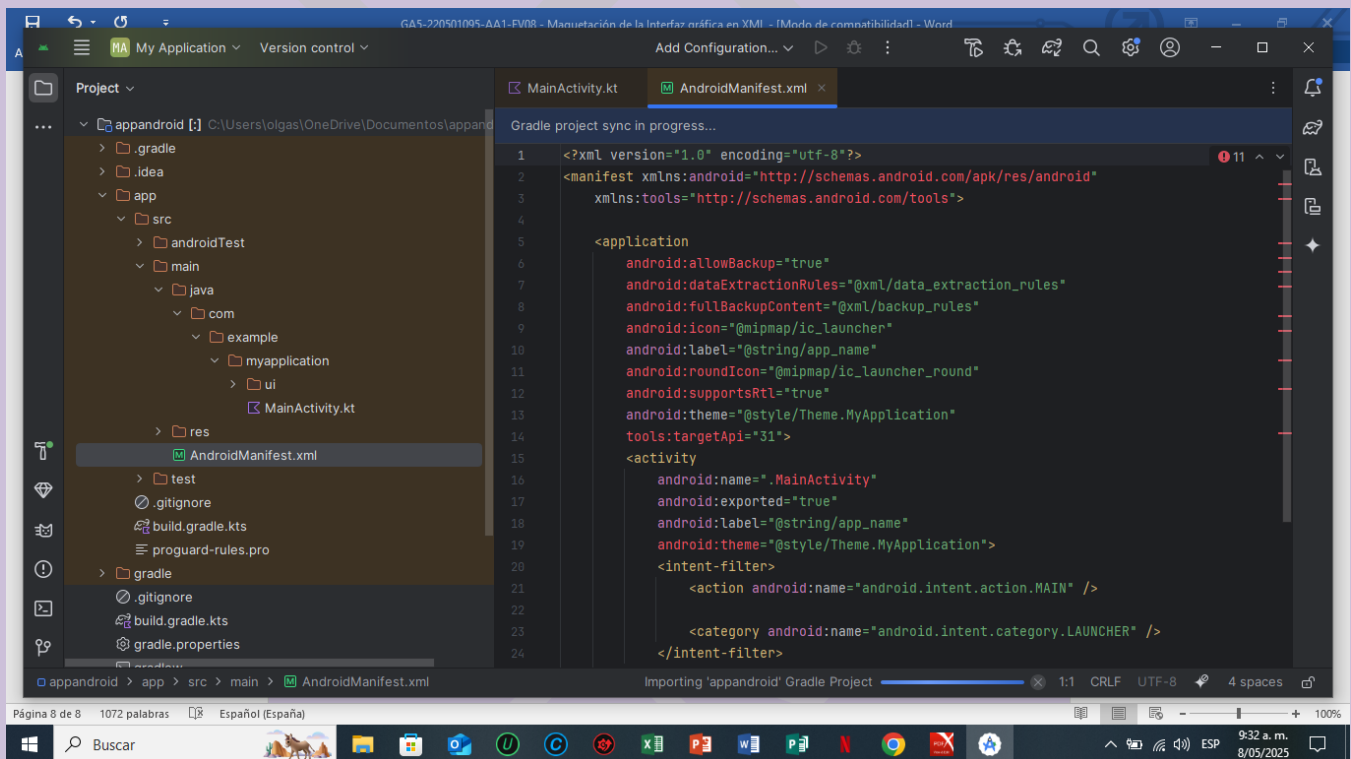 GA5-220501095-AA1-EV08 - Maquetación de la Interfaz gráfica en XML - [Modo de compatibilidad] - Word
A
MA My Application Version control Add Configuration...
Project
MainActivity.kt
AndroidManifest.xml
appandroid [:] C:\Users\olgas\OneDrive\Documentos\appand
.gradle
.idea
app
src
androidTest
main
java
com
example
myapplication
ui
MainActivity.kt
res
AndroidManifest.xml
test
.gitignore
build.gradle.kts
proguard-rules.pro
gradle
.gitignore
build.gradle.kts
gradle.properties
gradlew
Gradle project sync in progress...
11
1 <?xml version="1.0" encoding="utf-8"?>
2 <manifest xmlns:android="http://schemas.android.com/apk/res/android"
3 xmlns:tools="http://schemas.android.com/tools">
4
5 <application
6 android:allowBackup="true"
7 android:dataExtractionRules="@xml/data_extraction_rules"
8 android:fullBackupContent="@xml/backup_rules"
9 android:icon="@mipmap/ic_launcher"
10 android:label="@string/app_name"
11 android:roundIcon="@mipmap/ic_launcher_round"
12 android:supportsRtl="true"
13 android:theme="@style/Theme.MyApplication"
14 tools:targetApi="31">
15 <activity
16 android:name=".MainActivity"
17 android:exported="true"
18 android:label="@string/app_name"
19 android:theme="@style/Theme.MyApplication">
20 <intent-filter>
21 <action android:name="android.intent.action.MAIN" />
22
23 <category android:name="android.intent.category.LAUNCHER" />
24 </intent-filter>
appandroid > app > src > main > AndroidManifest.xml
Importing 'appandroid' Gradle Project 1:1 CRLF UTF-8 4 spaces
Página 8 de 8 1072 palabras Español (España) 100%
Buscar
ESP
9:32 a. m.
8/05/2025